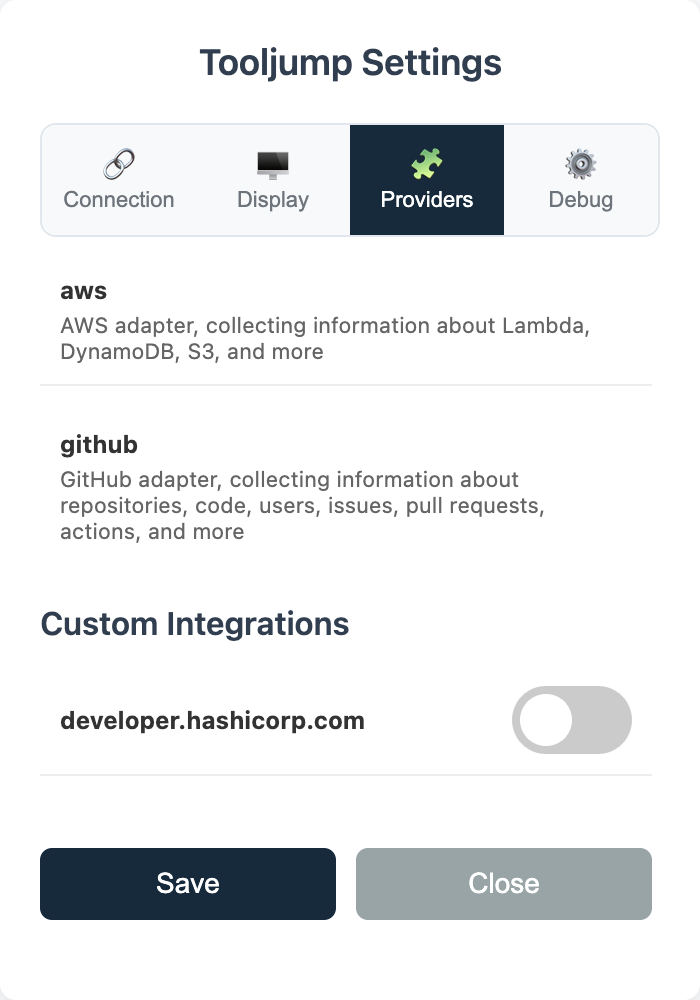 Tooljump Settings
Connection
Display
Providers
Debug
aws
AWS adapter, collecting information about Lambda,
DynamoDB, S3, and more
github
GitHub adapter, collecting information about
repositories, code, users, issues, pull requests,
actions, and more
Custom Integrations
developer.hashicorp.com
Save
Close